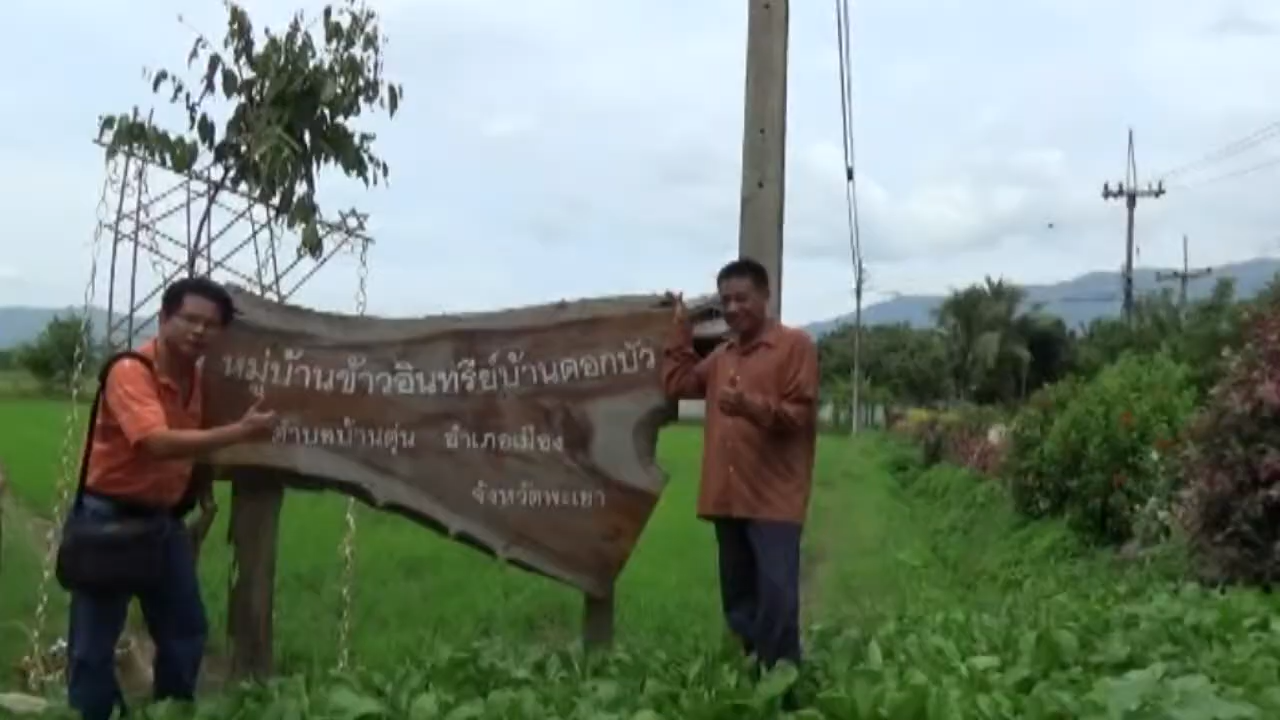 หมู่บ้านข้าวอินทรีย์บ้านดอกบัว
ตำบลบ้านตุ่น อำเภอเมือง
จังหวัดพะเยา